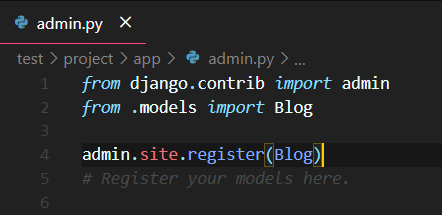 admin.py
test > project > app > admin.py > ...
1 from django.contrib import admin
2 from .models import Blog
3
4 admin.site.register(Blog)
5 # Register your models here.
6